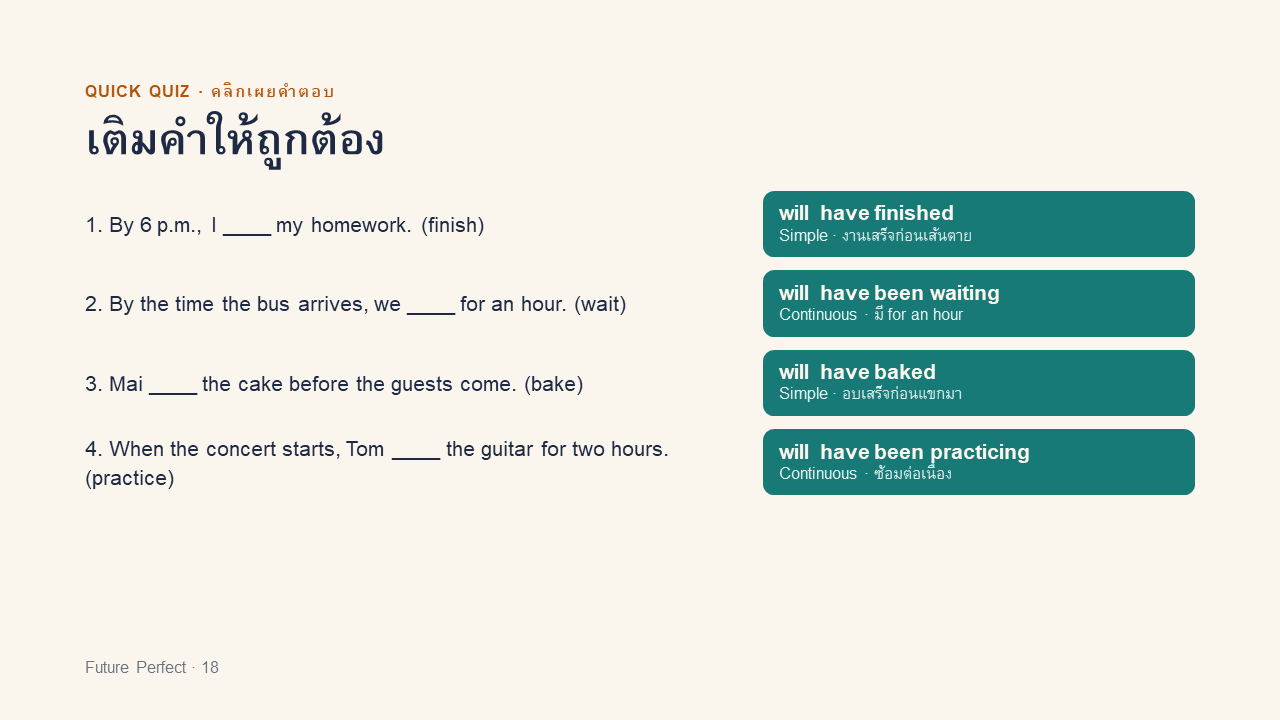 QUICK QUIZ · คลิกเผยคำตอบ
เติมคำให้ถูกต้อง
1. By 6 p.m., I ____ my homework. (finish)
will have finished
Simple · งานเสร็จก่อนเส้นตาย
2. By the time the bus arrives, we ____ for an hour. (wait)
will have been waiting
Continuous · มี for an hour
3. Mai ____ the cake before the guests come. (bake)
will have baked
Simple · อบเสร็จก่อนแขกมา
4. When the concert starts, Tom ____ the guitar for two hours.
(practice)
will have been practicing
Continuous · ซ้อมต่อเนื่อง
Future Perfect · 18